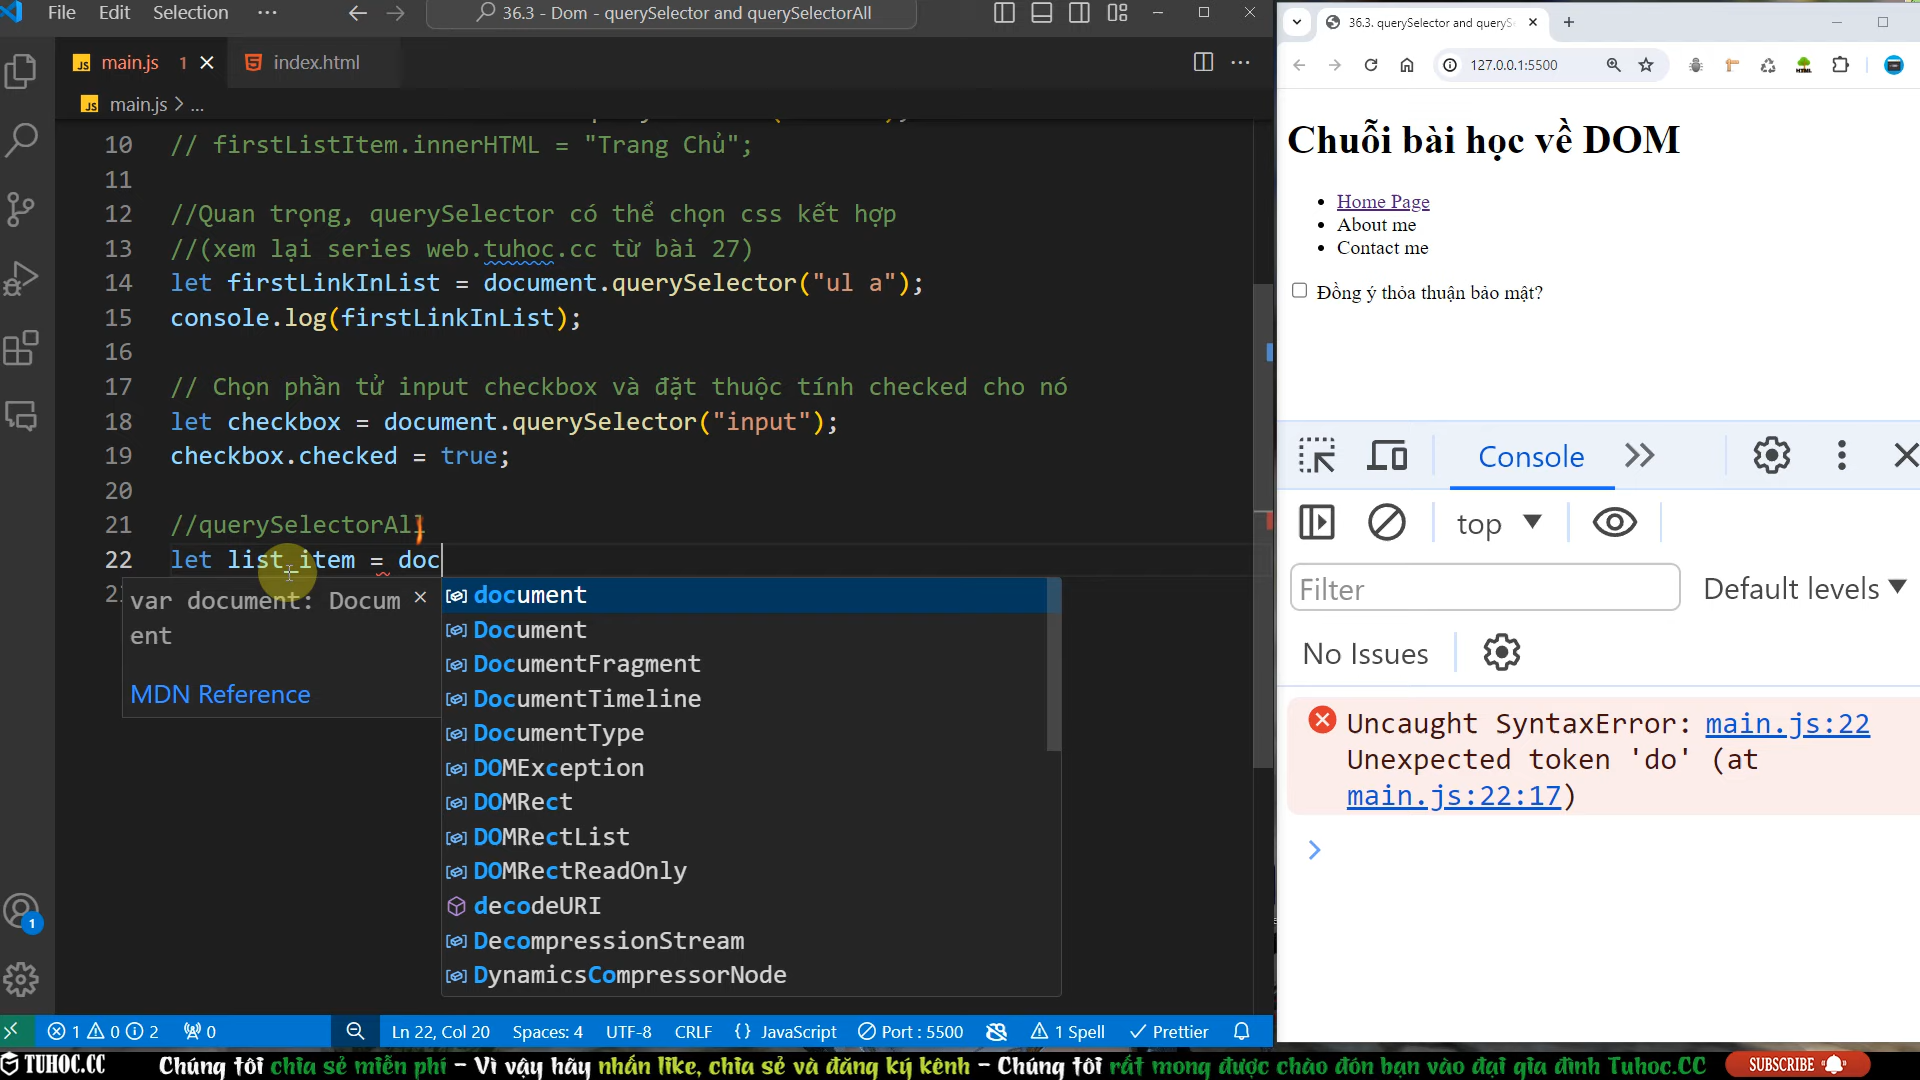 File Edit Selection ··· 36.3 - Dom - querySelector and querySelectorAll
main.js 1 index.html
main.js > ...
10 // firstListItem.innerHTML = "Trang Chủ";
11
12 //Quan trọng, querySelector có thể chọn css kết hợp
13 //(xem lại series web.tuhoc.cc từ bài 27)
14 let firstLinkInList = document.querySelector("ul a");
15 console.log(firstLinkInList);
16
17 // Chọn phần tử input checkbox và đặt thuộc tính checked cho nó
18 let checkbox = document.querySelector("input");
19 checkbox.checked = true;
20
21 //querySelectorAll
22 let list_item = doc
var document: Docum
ent
MDN Reference
document
Document
DocumentFragment
DocumentTimeline
DocumentType
DOMException
DOMRect
DOMRectList
DOMRectReadOnly
decodeURI
DecompressionStream
DynamicsCompressorNode
1 0 2 0 Ln 22, Col 20 Spaces: 4 UTF-8 CRLF {} JavaScript Port : 5500 1 Spell Prettier
1
36.3. querySelector and queryS
127.0.0.1:5500
Chuỗi bài học về DOM
Home Page
About me
Contact me
Đồng ý thỏa thuận bảo mật?
Console
top
Filter Default levels
No Issues
Uncaught SyntaxError: main.js:22
Unexpected token 'do' (at
main.js:22:17)
TUHOC.CC Chúng tôi chia sẻ miễn phí - Vì vậy hãy nhấn like, chia sẻ và đăng ký kênh - Chúng tôi rất mong được chào đón bạn vào đại gia đình Tuhoc.CC SUBSCRIBE